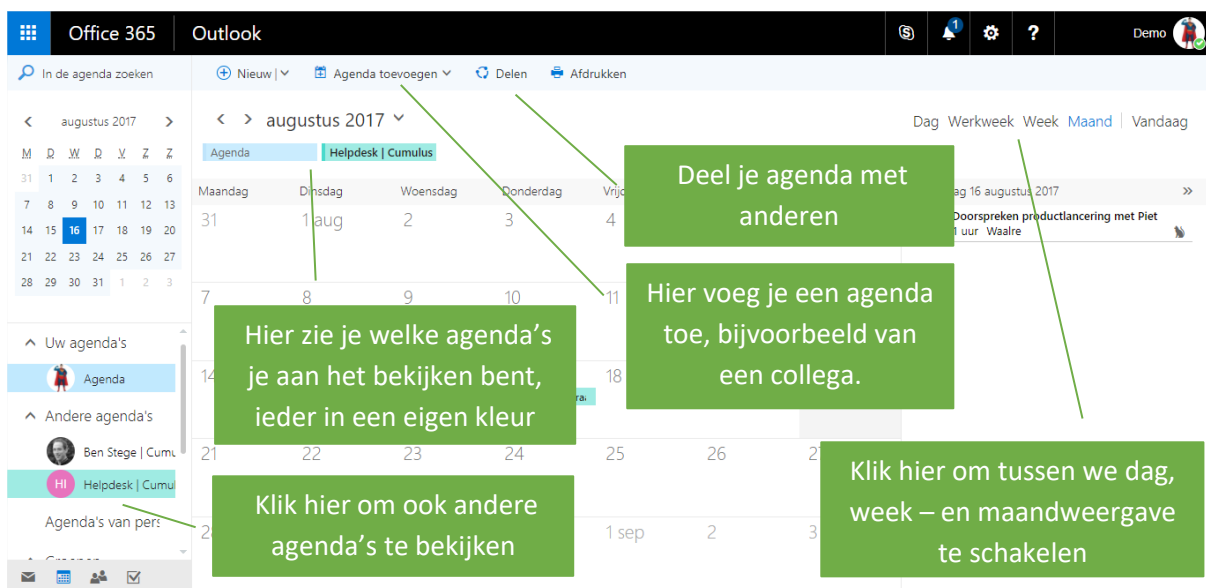 Office 365 Outlook 1 ? Demo
In de agenda zoeken Nieuw Agenda toevoegen Delen Afdrukken
augustus 2017
M D W D V Z Z
31 1 2 3 4 5 6
7 8 9 10 11 12 13
14 15 16 17 18 19 20
21 22 23 24 25 26 27
28 29 30 31 1 2 3
Uw agenda's
Agenda
Andere agenda's
Ben Stege | Cumu
HI Helpdesk | Cumul
Agenda's van pers
augustus 2017
Dag Werkweek Week Maand Vandaag
Agenda Helpdesk | Cumulus
Maandag Dinsdag Woensdag Donderdag
31 1 aug 2 3 4
7 8 9 10 11
14 18
21 22 23 24 25 26
1 sep 2 3
16 augustus 2017
Doorspreken productlancering met Piet
1 uur Waalre
Deel je agenda met
anderen
Hier voeg je een agenda
toe, bijvoorbeeld van
een collega.
Hier zie je welke agenda’s
je aan het bekijken bent,
ieder in een eigen kleur
Klik hier om ook andere
agenda’s te bekijken
Klik hier om tussen we dag,
week – en maandweergave
te schakelen